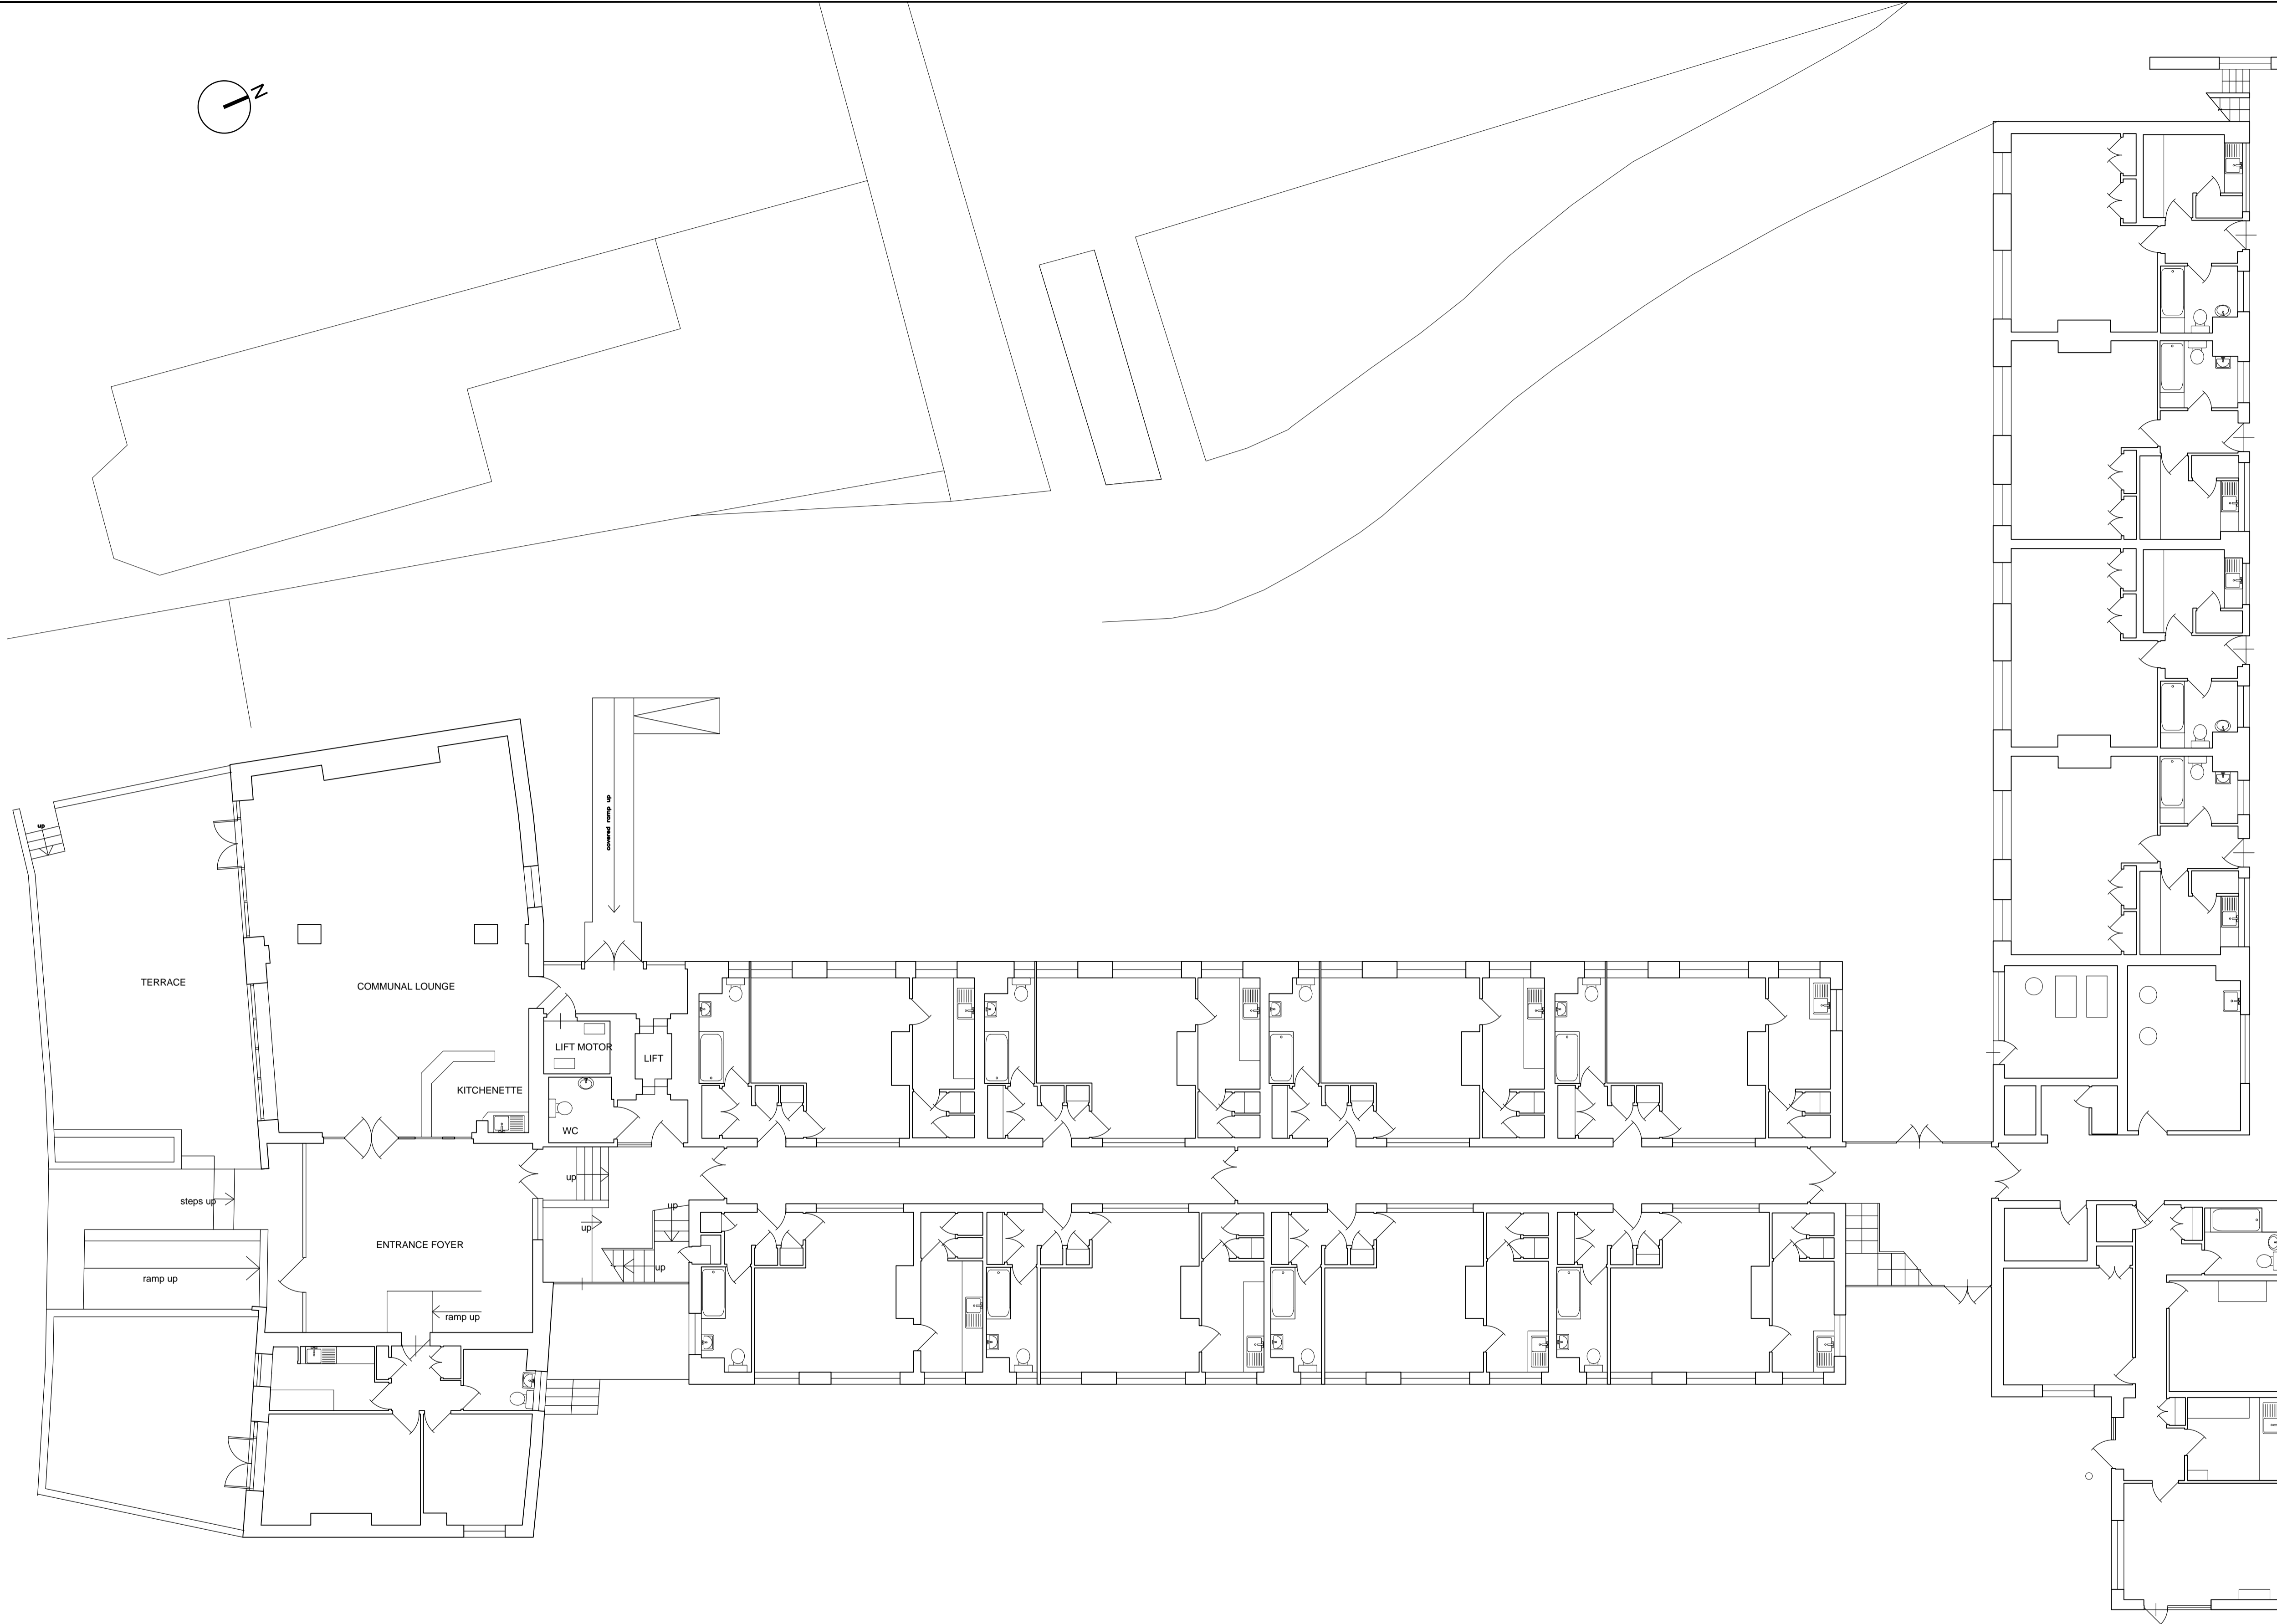 N
up
covered ramp up
TERRACE
COMMUNAL LOUNGE
LIFT MOTOR
LIFT
KITCHENETTE
WC
up
steps up
up
up
ENTRANCE FOYER
up
ramp up
ramp up